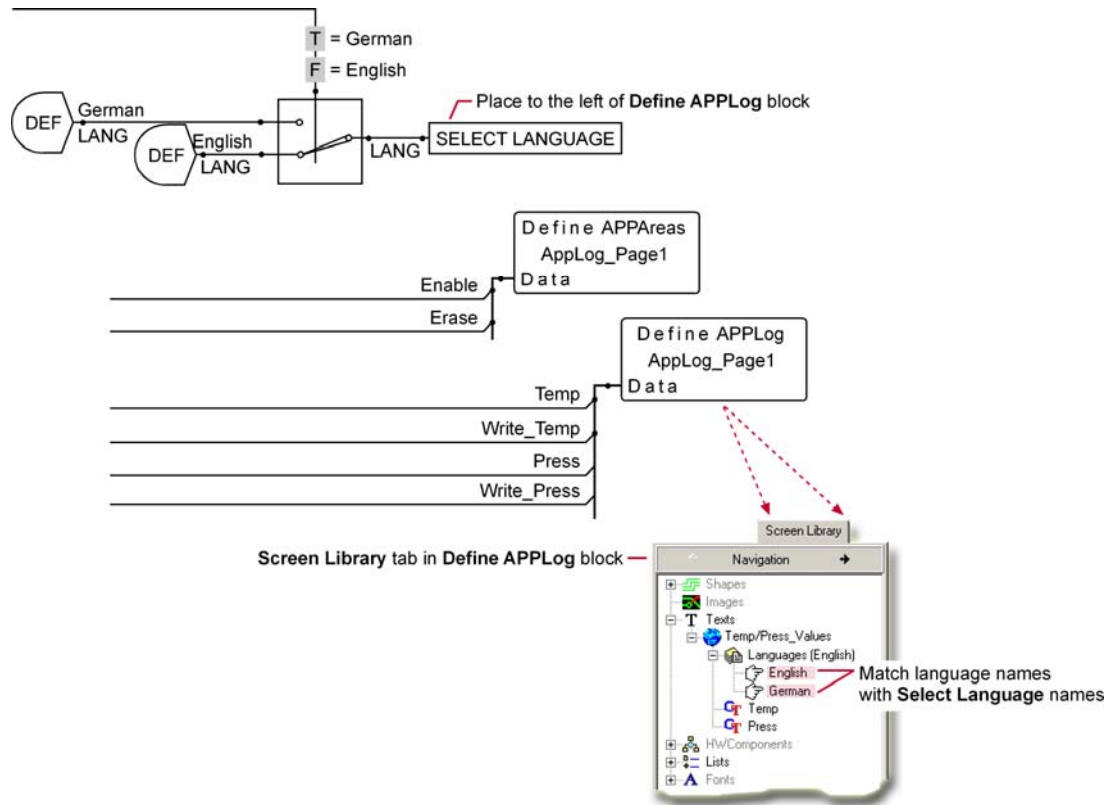 T = German
F = English
DEF
German
LANG
DEF
English
LANG
LANG
SELECT LANGUAGE
Place to the left of Define APPLog block
Define APPAreas
AppLog_Page1
Data
Enable
Erase
Define APPLog
AppLog_Page1
Data
Temp
Write_Temp
Press
Write_Press
Screen Library
Screen Library tab in Define APPLog block
Navigation
Shapes
Images
T Texts
Temp/Press_Values
Languages (English)
English
German
Match language names
with Select Language names
Temp
Press
HWComponents
Lists
A Fonts